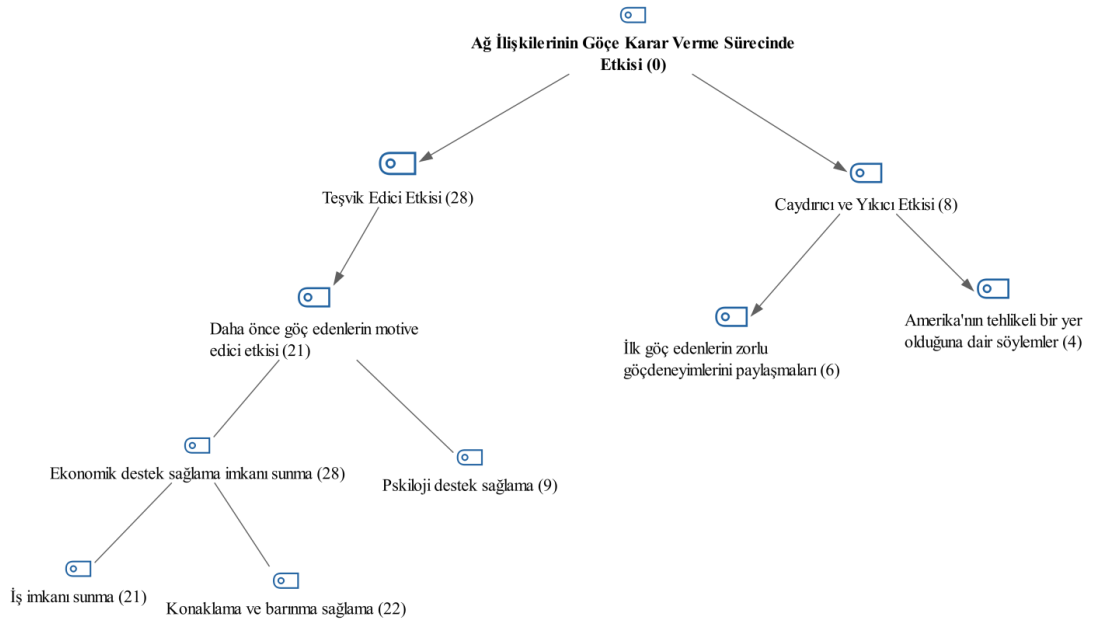 Ağ İlişkilerinin Göçe Karar Verme Sürecinde
Etkisi (0)
Teşvik Edici Etkisi (28)
Caydırıcı ve Yıkıcı Etkisi (8)
Daha önce göç edenlerin motive
edici etkisi (21)
İlk göç edenlerin zorlu
göçdeneyimlerini paylaşmaları (6)
Amerika'nın tehlikeli bir yer
olduğuna dair söylemler (4)
Ekonomik destek sağlama imkanı sunma (28)
Pskiloji destek sağlama (9)
İş imkanı sunma (21)
Konaklama ve barınma sağlama (22)